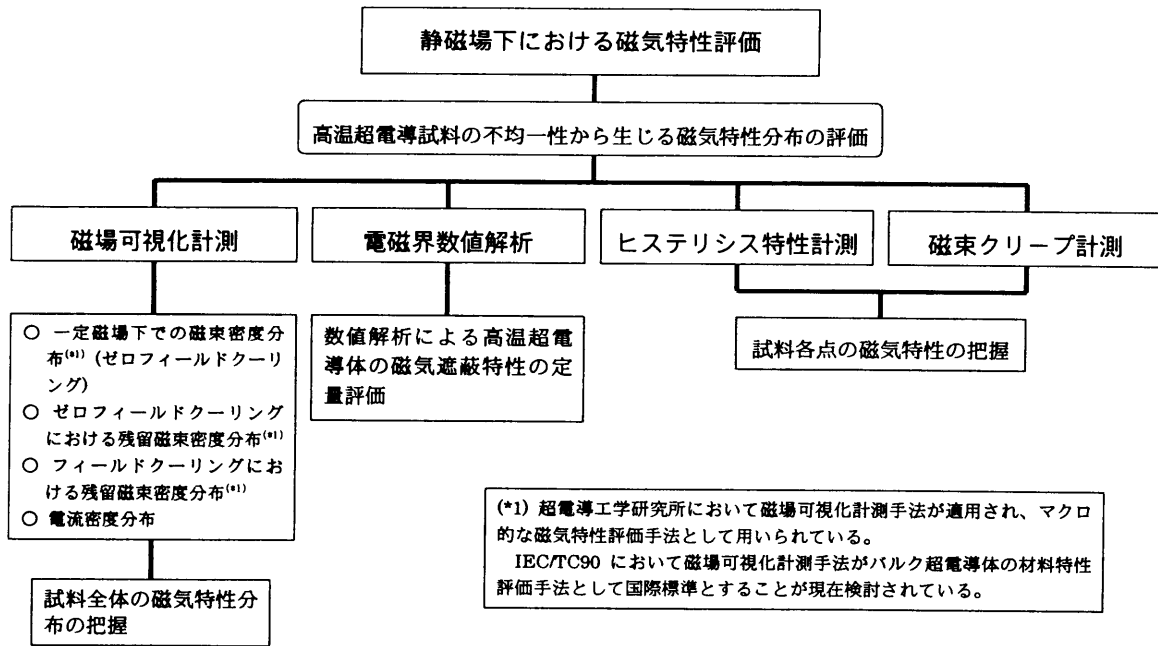 静磁場下における磁気特性評価
高温超電導試料の不均一性から生じる磁気特性分布の評価
磁場可視化計測
電磁界数値解析
ヒステリシス特性計測
磁束クリープ計測
○ 一定磁場下での磁束密度分
布(*1) (ゼロフィールドクーリ
ング)
○ ゼロフィールドクーリング
における残留磁束密度分布(*1)
○ フィールドクーリングにお
ける残留磁束密度分布(*1)
○ 電流密度分布
数値解析による高温超電
導体の磁気遮蔽特性の定
量評価
試料各点の磁気特性の把握
試料全体の磁気特性分
布の把握
(*1) 超電導工学研究所において磁場可視化計測手法が適用され、マクロ
的な磁気特性評価手法として用いられている。
IEC/TC90 において磁場可視化計測手法がバルク超電導体の材料特性
評価手法として国際標準とすることが現在検討されている。